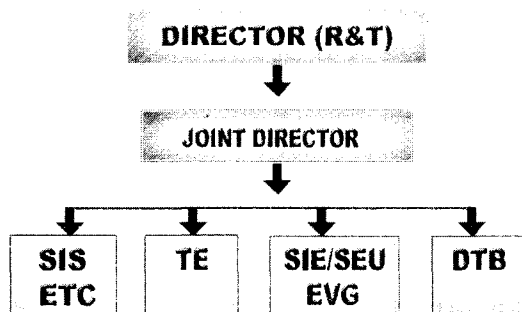 DIRECTOR (R&T)
JOINT DIRECTOR
SIS
ETC
TE
SIE/SEU
EVG
DTB